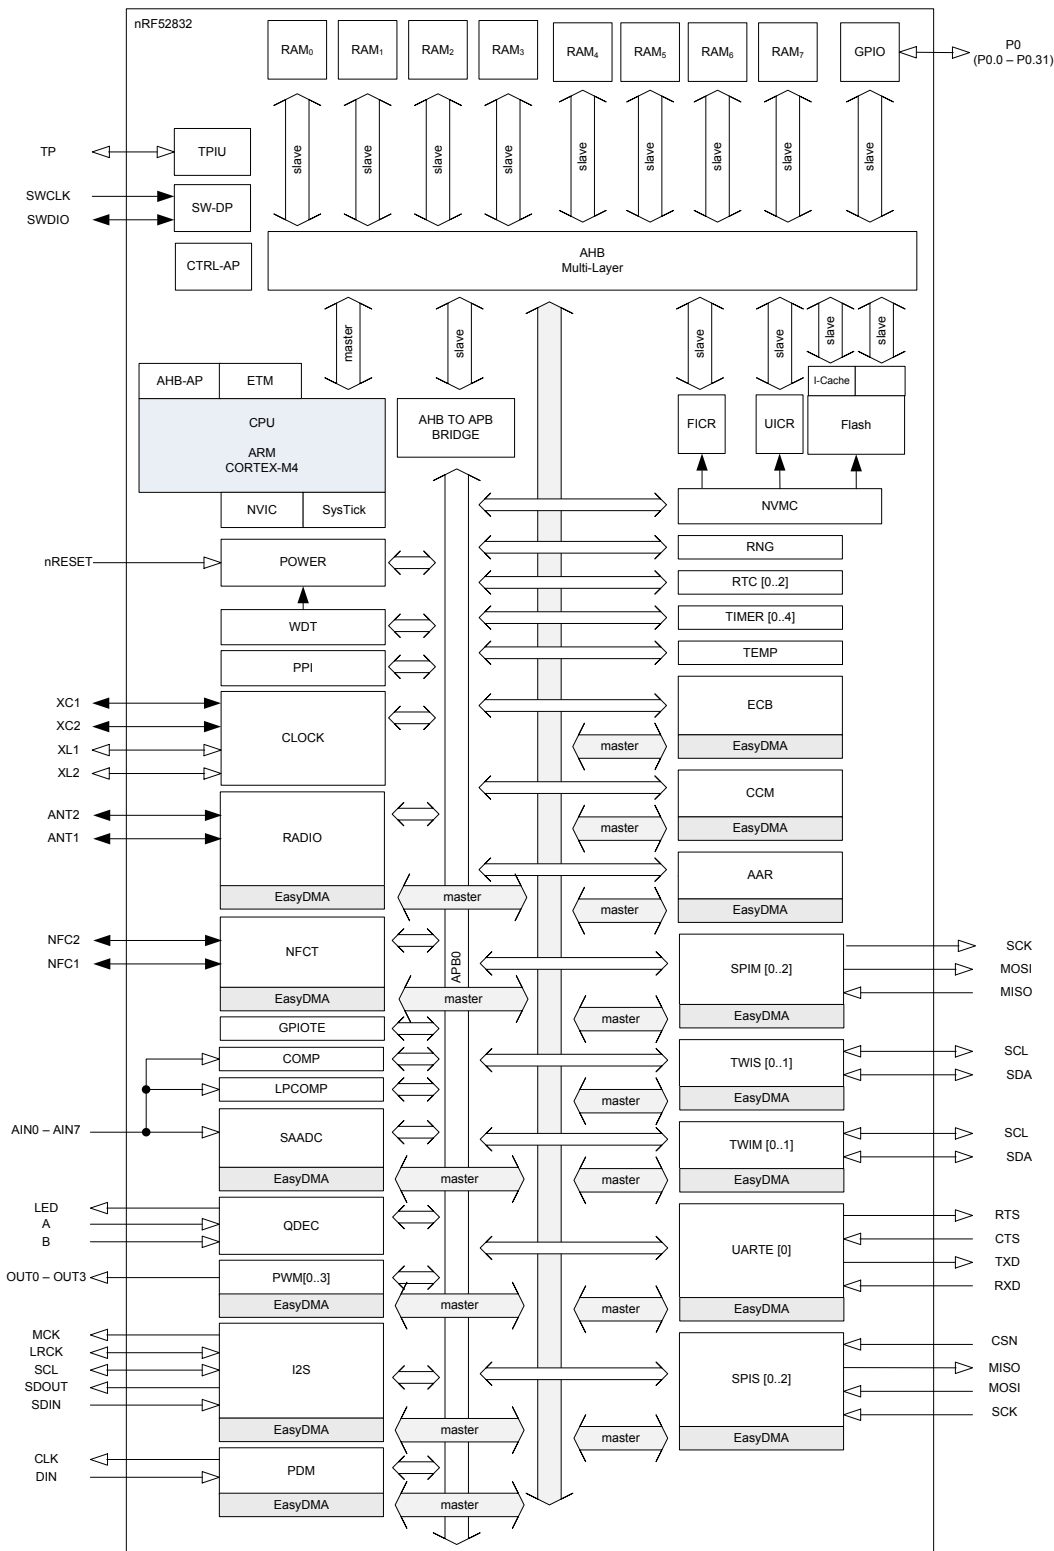 nRF52832
RAM0
RAM1
RAM2
RAM3
RAM4
RAM5
RAM6
RAM7
GPIO
P0
(P0.0 – P0.31)
slave
slave
slave
slave
slave
slave
slave
slave
slave
TP
TPIU
SWCLK
SWDIO
SW-DP
CTRL-AP
AHB
Multi-Layer
master
slave
slave
slave
slave
slave
AHB-AP
ETM
CPU
ARM
CORTEX-M4
NVIC
SysTick
AHB TO APB
BRIDGE
FICR
UICR
I-Cache
Flash
NVMC
nRESET
POWER
RNG
RTC [0..2]
WDT
TIMER [0..4]
PPI
TEMP
XC1
XC2
XL1
XL2
CLOCK
ECB
master
EasyDMA
ANT2
ANT1
RADIO
EasyDMA
master
CCM
master
EasyDMA
AAR
master
EasyDMA
NFC2
NFC1
NFCT
EasyDMA
master
APB0
SPIM [0..2]
master
EasyDMA
SCK
MOSI
MISO
GPIOTE
COMP
LPCOMP
TWIS [0..1]
master
EasyDMA
SCL
SDA
AIN0 – AIN7
SAADC
EasyDMA
master
TWIM [0..1]
master
EasyDMA
SCL
SDA
LED
A
B
QDEC
UARTE [0]
master
EasyDMA
RTS
CTS
TXD
RXD
OUT0 – OUT3
PWM[0..3]
EasyDMA
master
MCK
LRCK
SCL
SDOUT
SDIN
I2S
EasyDMA
master
SPIS [0..2]
master
EasyDMA
CSN
MISO
MOSI
SCK
CLK
DIN
PDM
EasyDMA
master